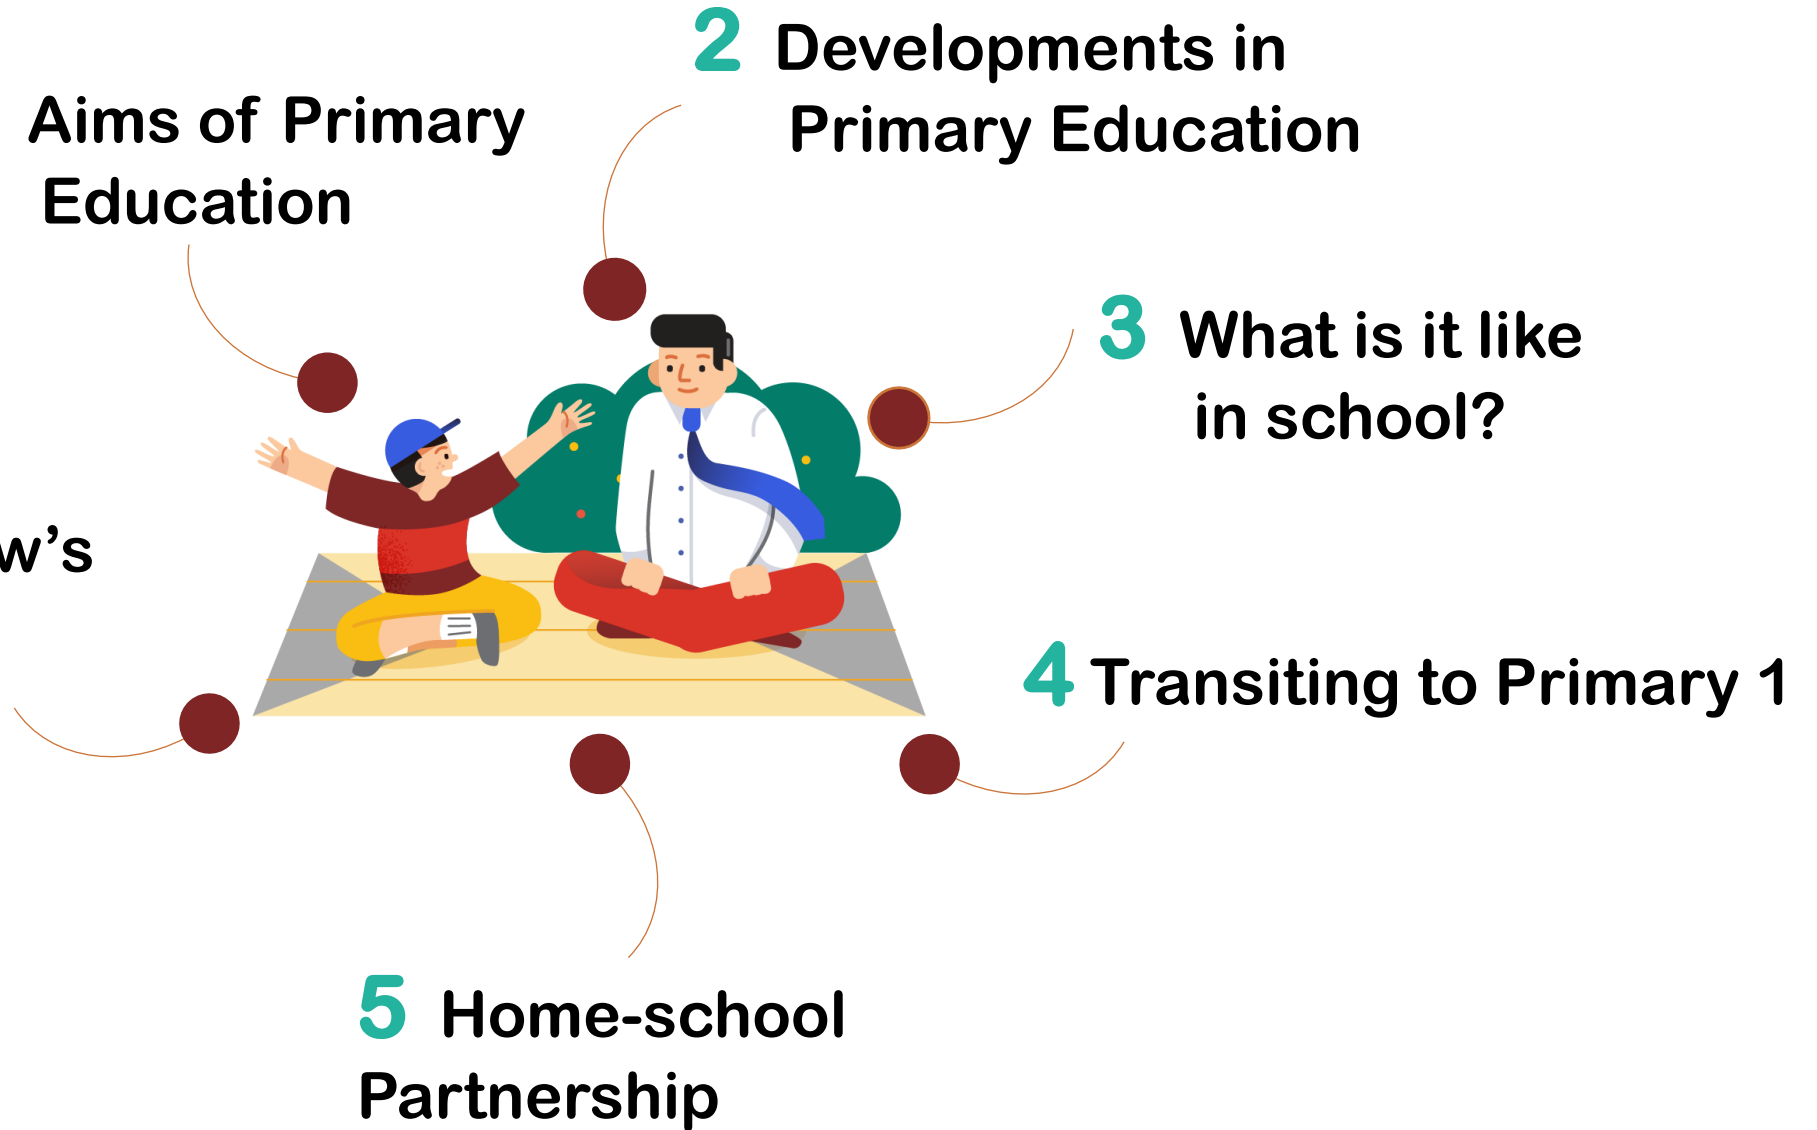 Aims of Primary
Education
2 Developments in
Primary Education
3 What is it like
in school?
4 Transiting to Primary 1
5 Home-school
Partnership